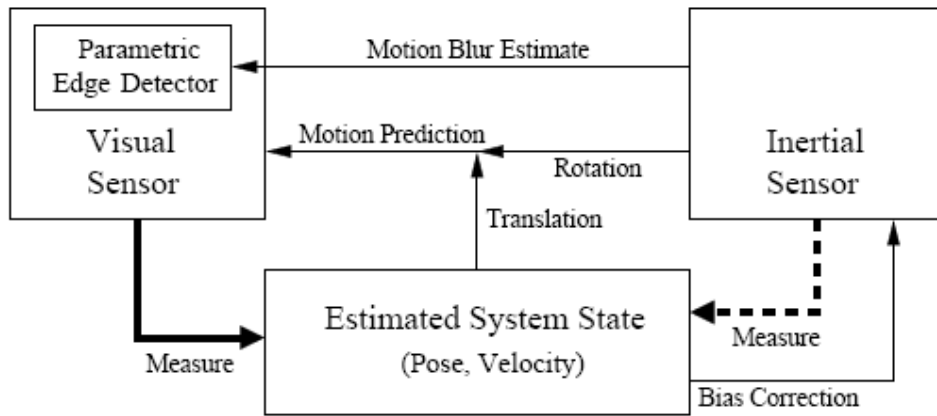 Parametric
Edge Detector
Visual
Sensor
Motion Blur Estimate
Motion Prediction
Rotation
Translation
Inertial
Sensor
Estimated System State
(Pose, Velocity)
Measure
Measure
Bias Correction